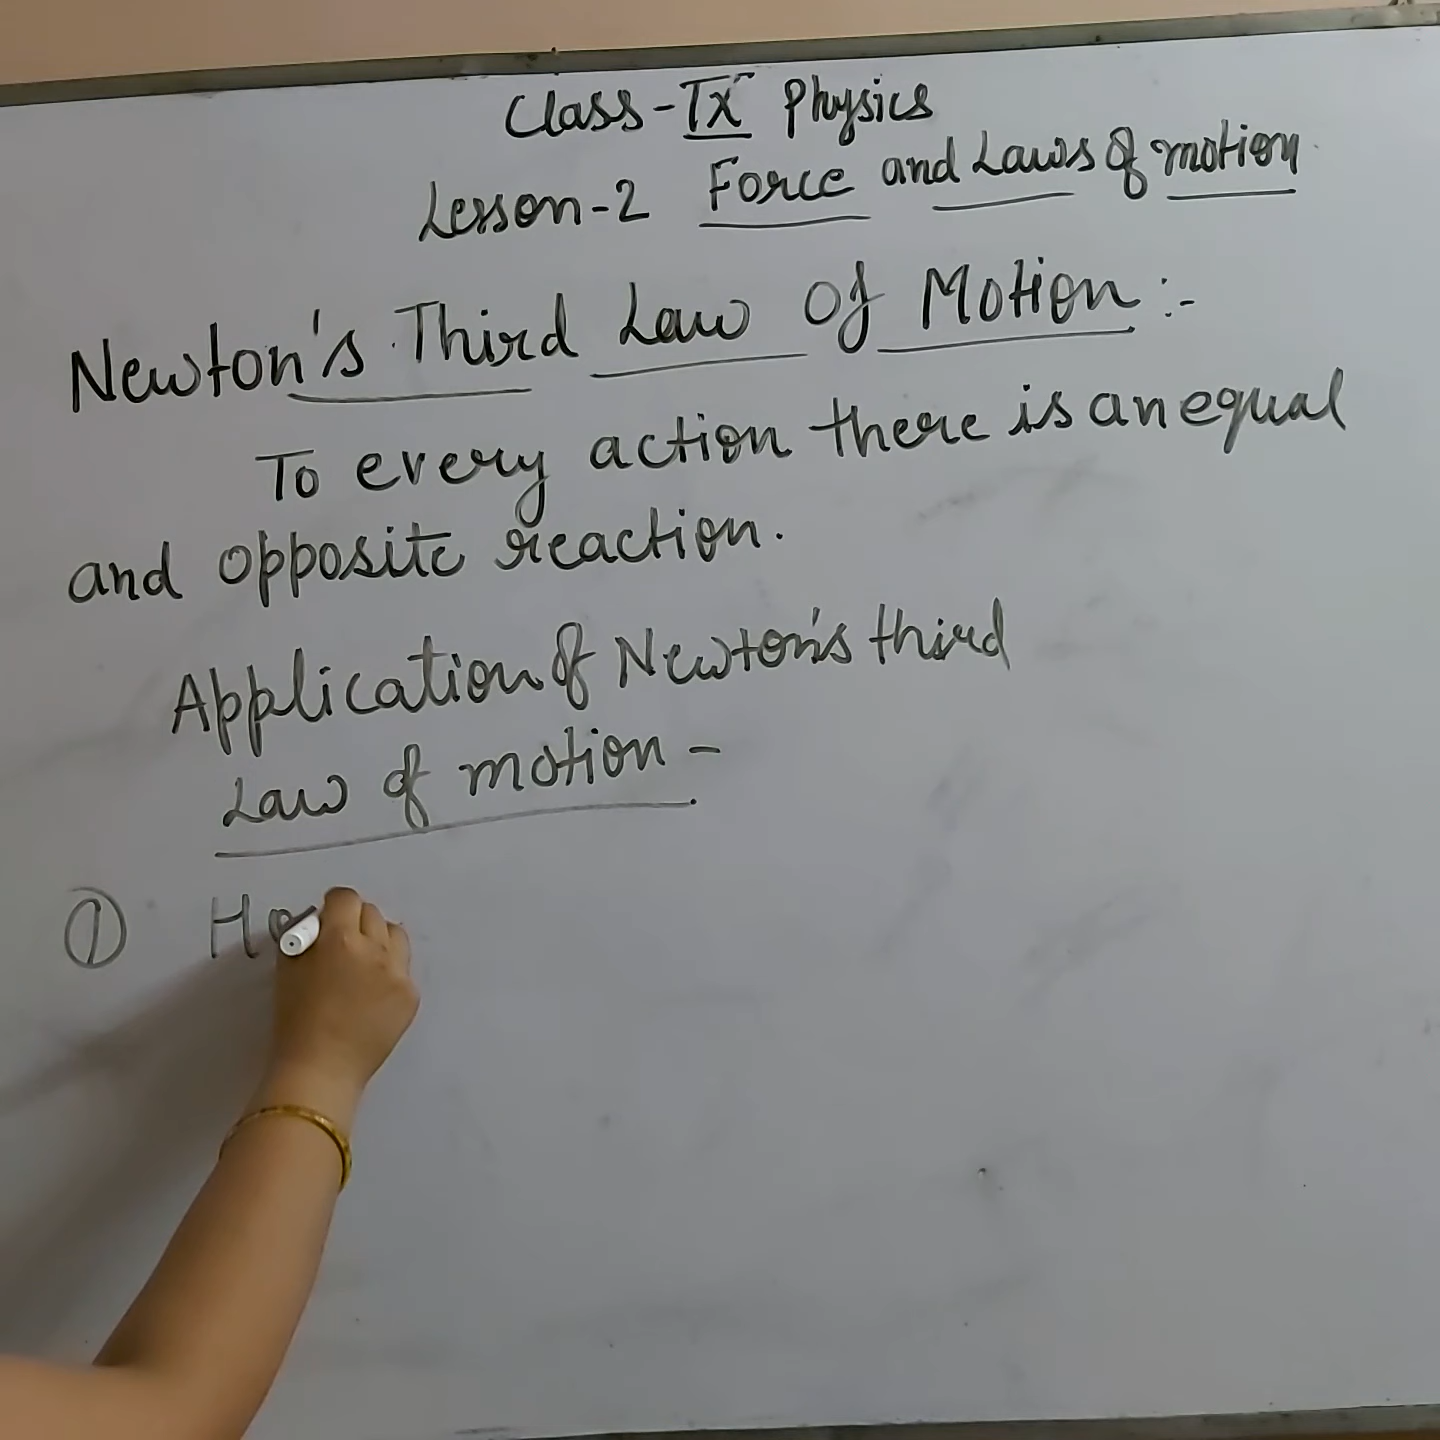 Class-IX Physics
Lesson-2 Force and Laws of motion
Newton's Third Law Of Motion :-
To every action there is an equal
and opposite reaction.
Application of Newton's third
Law of motion -
① H